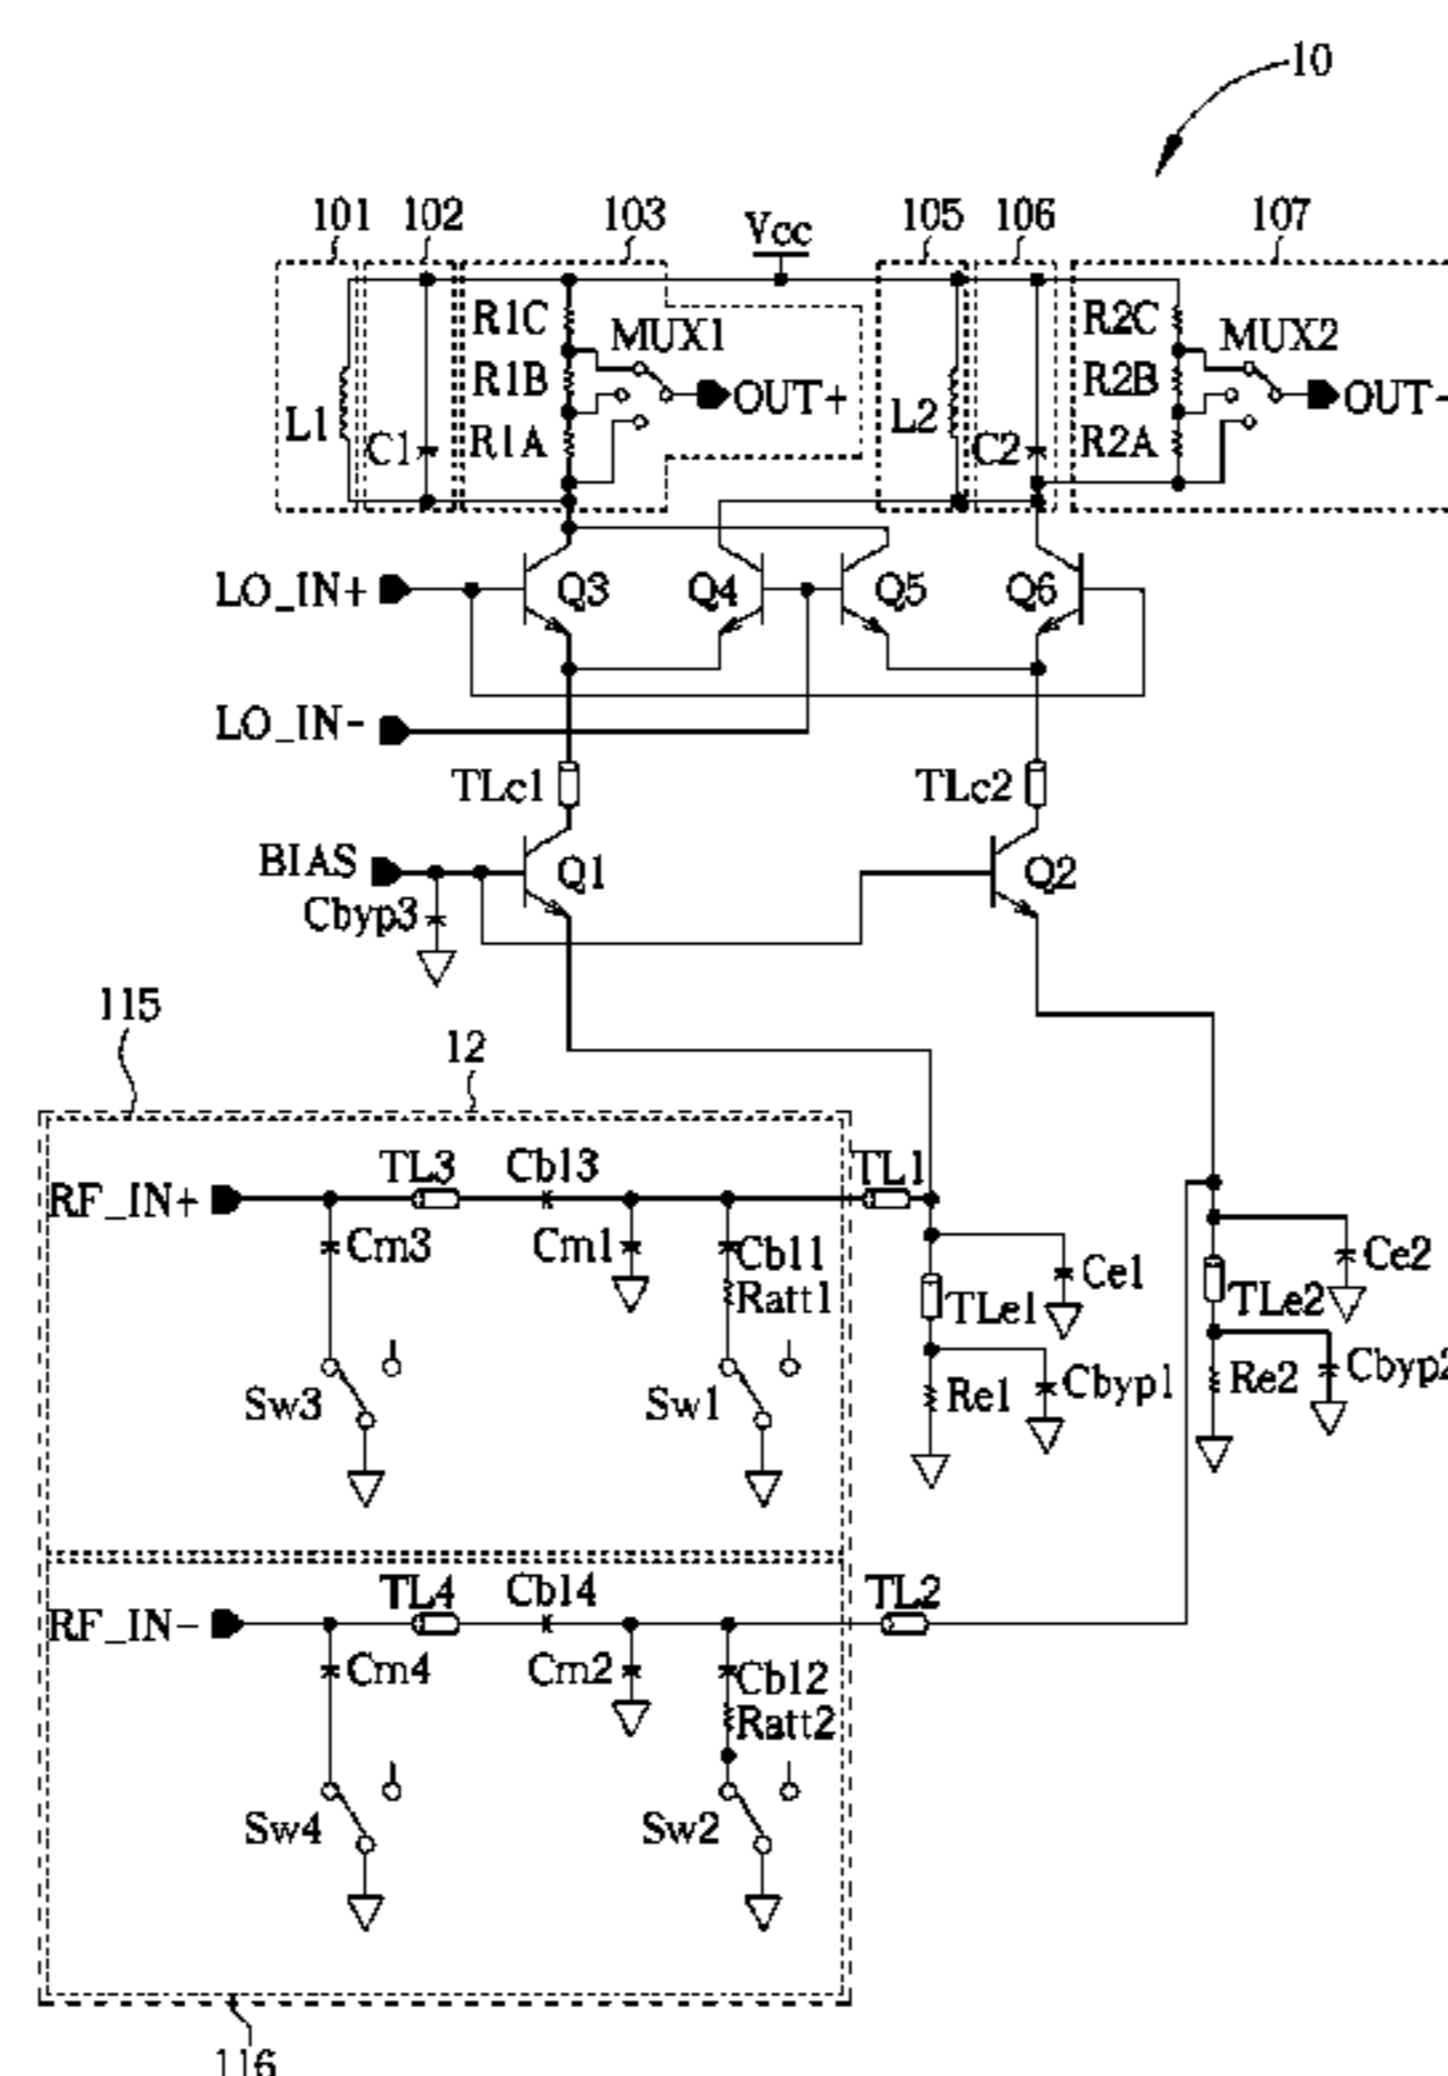 10
101 102 103 Vcc 105 106 107
R1C MUX1 R2C MUX2
R1B OUT+ R2B OUT-
L1 C1 R1A L2 C2 R2A
LO_IN+ Q3 Q4 Q5 Q6
LO_IN-
TLc1 TLc2
BIAS Q1 Q2
Cbyp3
115
12
RF_IN+ TL3 Cb13 TL1
Cm3 Cm1 Cb11 Ce1 Ce2
Ratt1 TLe1 TLe2
Sw3 Sw1 Re1 Cbyp1 Re2 Cbyp2
RF_IN- TL4 Cb14 TL2
Cm4 Cm2 Cb12
Ratt2
Sw4 Sw2
116